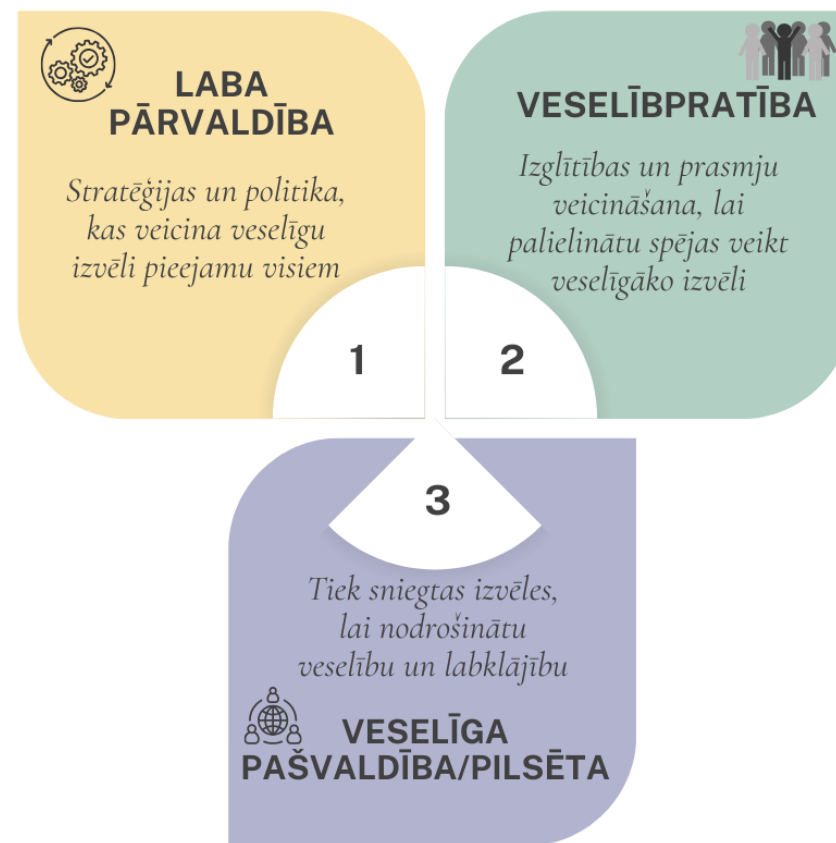 LABA
PĀRVALDĪBA
Stratēģijas un politika,
kas veicina veselīgu
izvēli pieejamu visiem
1
VESELĪBPRATĪBA
Izglītības un prasmju
veicināšana, lai
palielinātu spējas veikt
veselīgāko izvēli
2
3
Tiek sniegtas izvēles,
lai nodrošinātu
veselību un labklājību
VESELĪGA
PAŠVALDĪBA/PILSĒTA